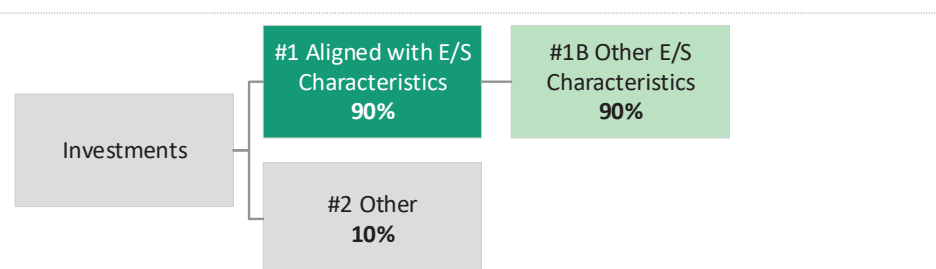 #1 Aligned with E/S
Characteristics
90%
#1B Other E/S
Characteristics
90%
Investments
#2 Other
10%